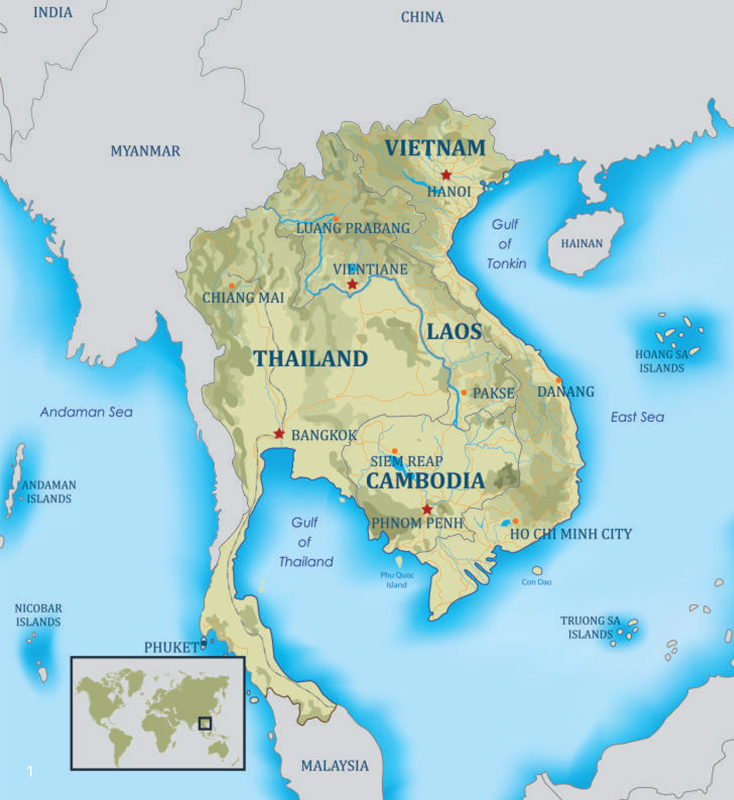 INDIA
CHINA
MYANMAR
VIETNAM
HANOI
LUANG PRABANG
Gulf
of
Tonkin
HAINAN
VIENTIANE
CHIANG MAI
LAOS
THAILAND
HOANG SA
ISLANDS
PAKSE
DANANG
Andaman Sea
East Sea
BANGKOK
SIEM REAP
CAMBODIA
ANDAMAN
ISLANDS
PHNOM PENH
HO CHI MINH CITY
Gulf
of
Thailand
Phu Quoc
Island
Con Dao
NICOBAR
ISLANDS
TRUONG SA
ISLANDS
PHUKET
MALAYSIA
1